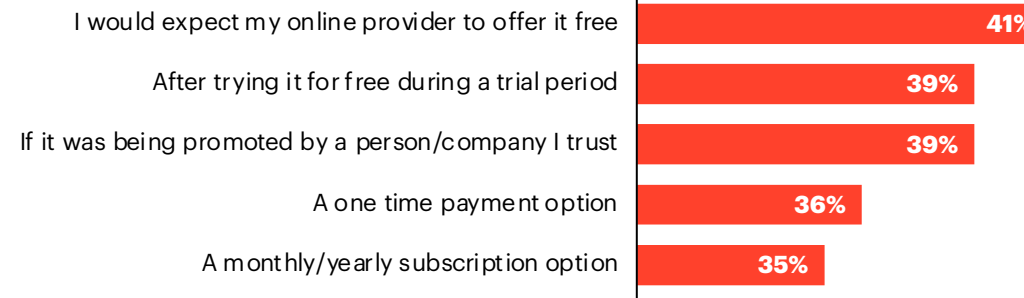 I would expect my online provider to offer it free 41%
After trying it for free during a trial period 39%
If it was being promoted by a person/company I trust 39%
A one time payment option 36%
A monthly/yearly subscription option 35%